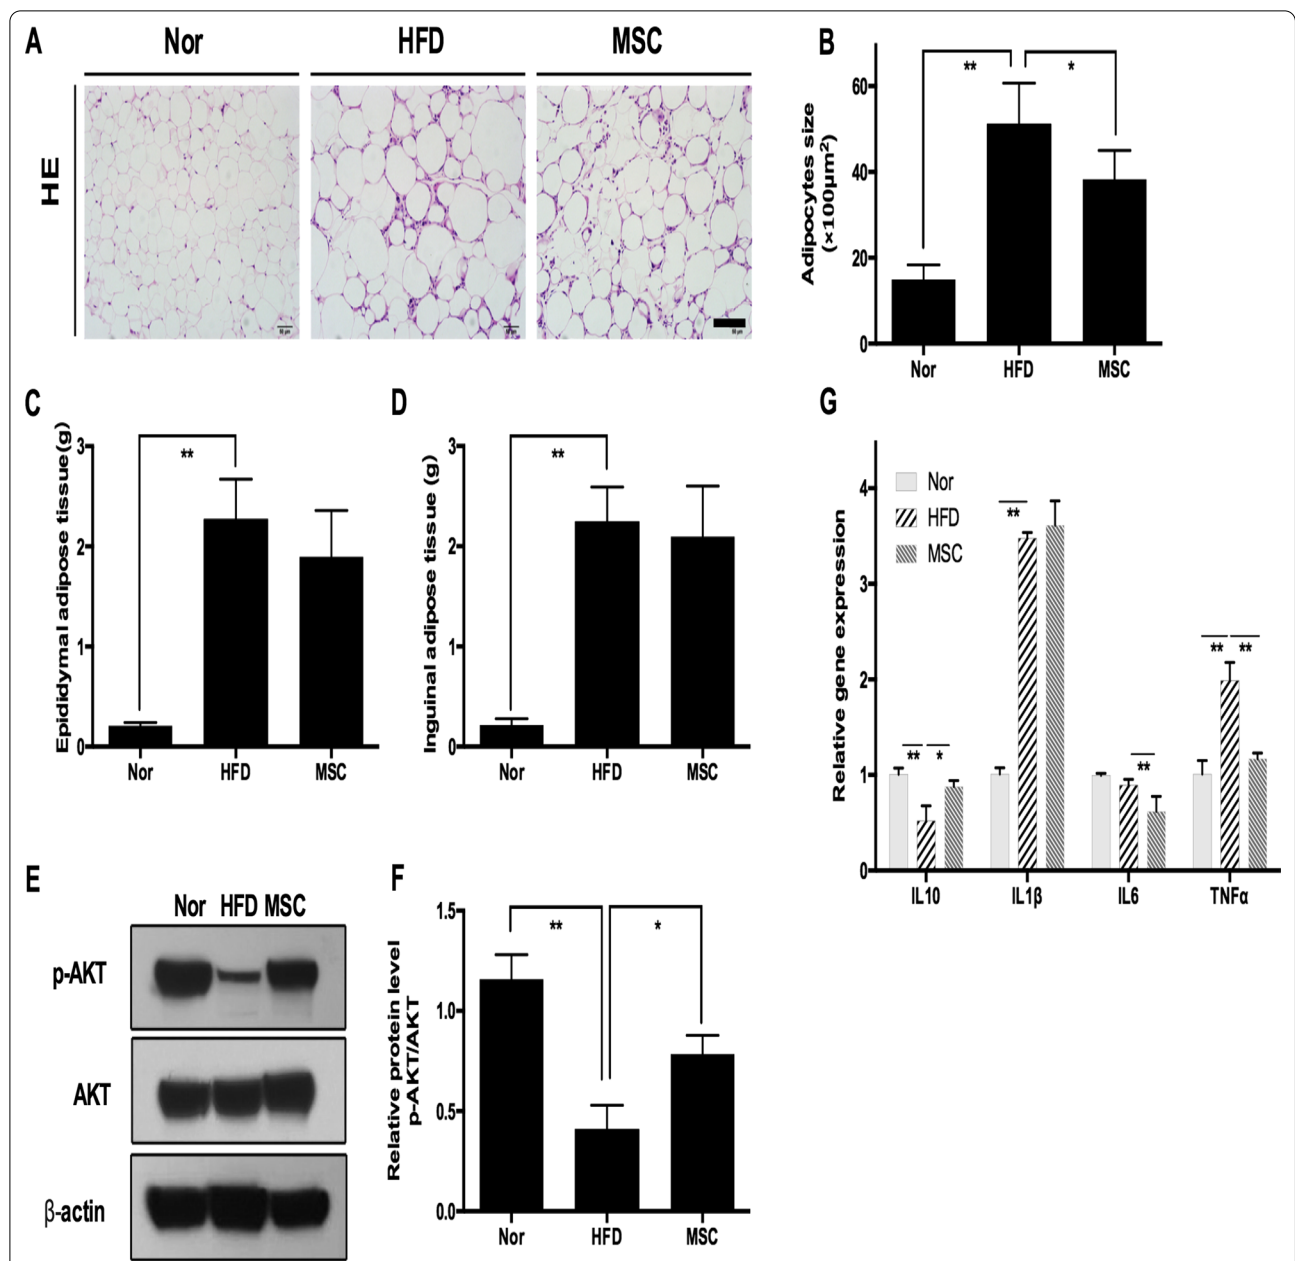 A
Nor
HFD
MSC
HE
50 μm
B
Adipocytes size
(×100μm²)
60
40
20
0
**
*
Nor
HFD
MSC
C
Epididymal adipose tissue(g)
3
2
1
0
**
Nor
HFD
MSC
D
Inguinal adipose tissue (g)
3
2
1
0
**
Nor
HFD
MSC
E
Nor HFD MSC
p-AKT
AKT
β-actin
F
Relative protein level
p-AKT/AKT
1.5
1.0
0.5
0.0
**
*
Nor
HFD
MSC
G
Relative gene expression
4
3
2
1
0
Nor
HFD
MSC
** *
**
**
** **
IL10
IL1β
IL6
TNFα